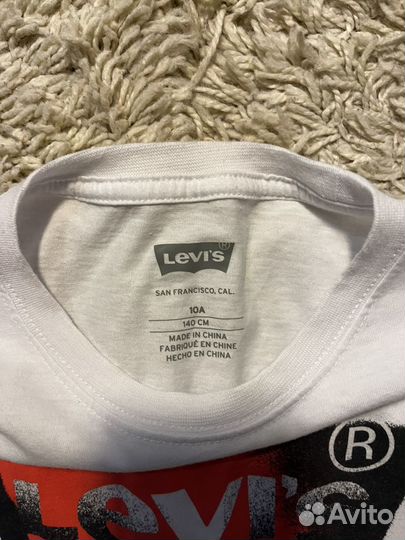 LEVI'S ®
SAN FRANCISCO, CAL.
10A
140 CM
MADE IN CHINA
FABRIQUÉ EN CHINE
HECHO EN CHINA
®
LEVI'S
Avito